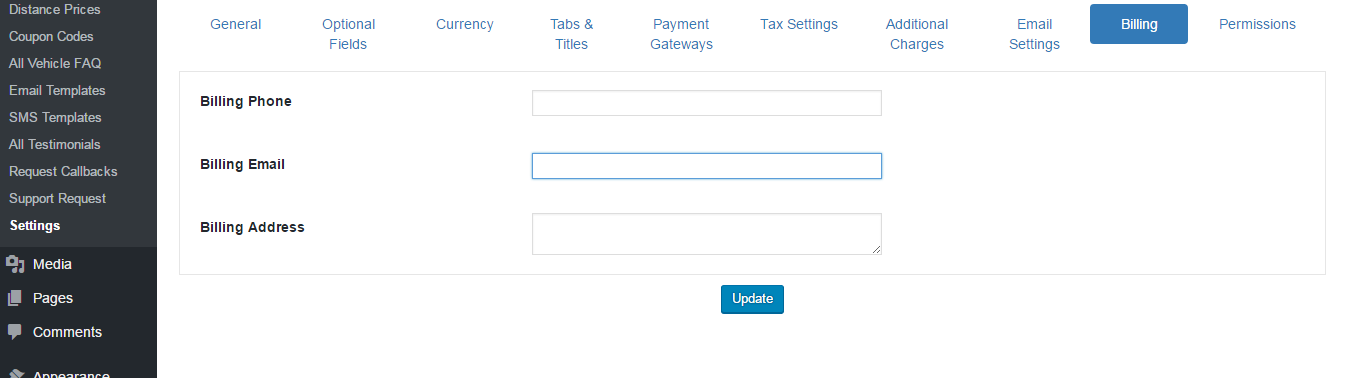 Distance Prices
Coupon Codes
All Vehicle FAQ
Email Templates
SMS Templates
All Testimonials
Request Callbacks
Support Request
Settings
Media
Pages
Comments
Appearance
General
Optional
Fields
Currency
Tabs &
Titles
Payment
Gateways
Tax Settings
Additional
Charges
Email
Settings
Billing
Permissions
Billing Phone
Billing Email
Billing Address
Update